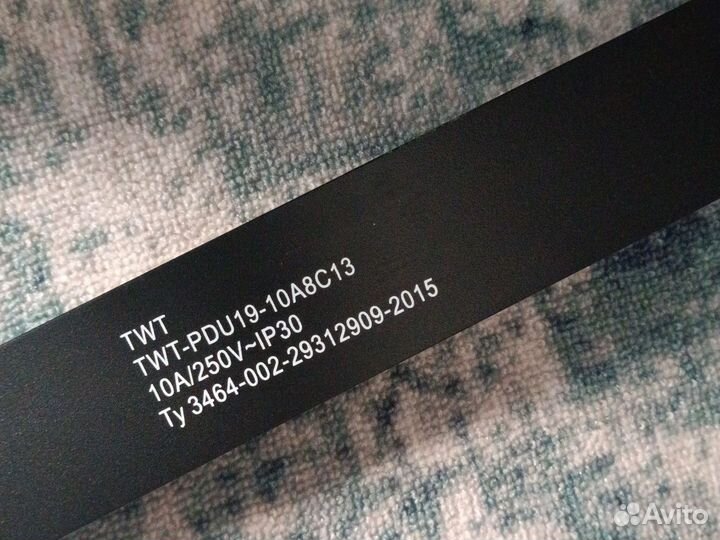 TWT
TWT-PDU19-10A8C13
10A/250V~IP30
Ту 3464-002-29312909-2015
Avito